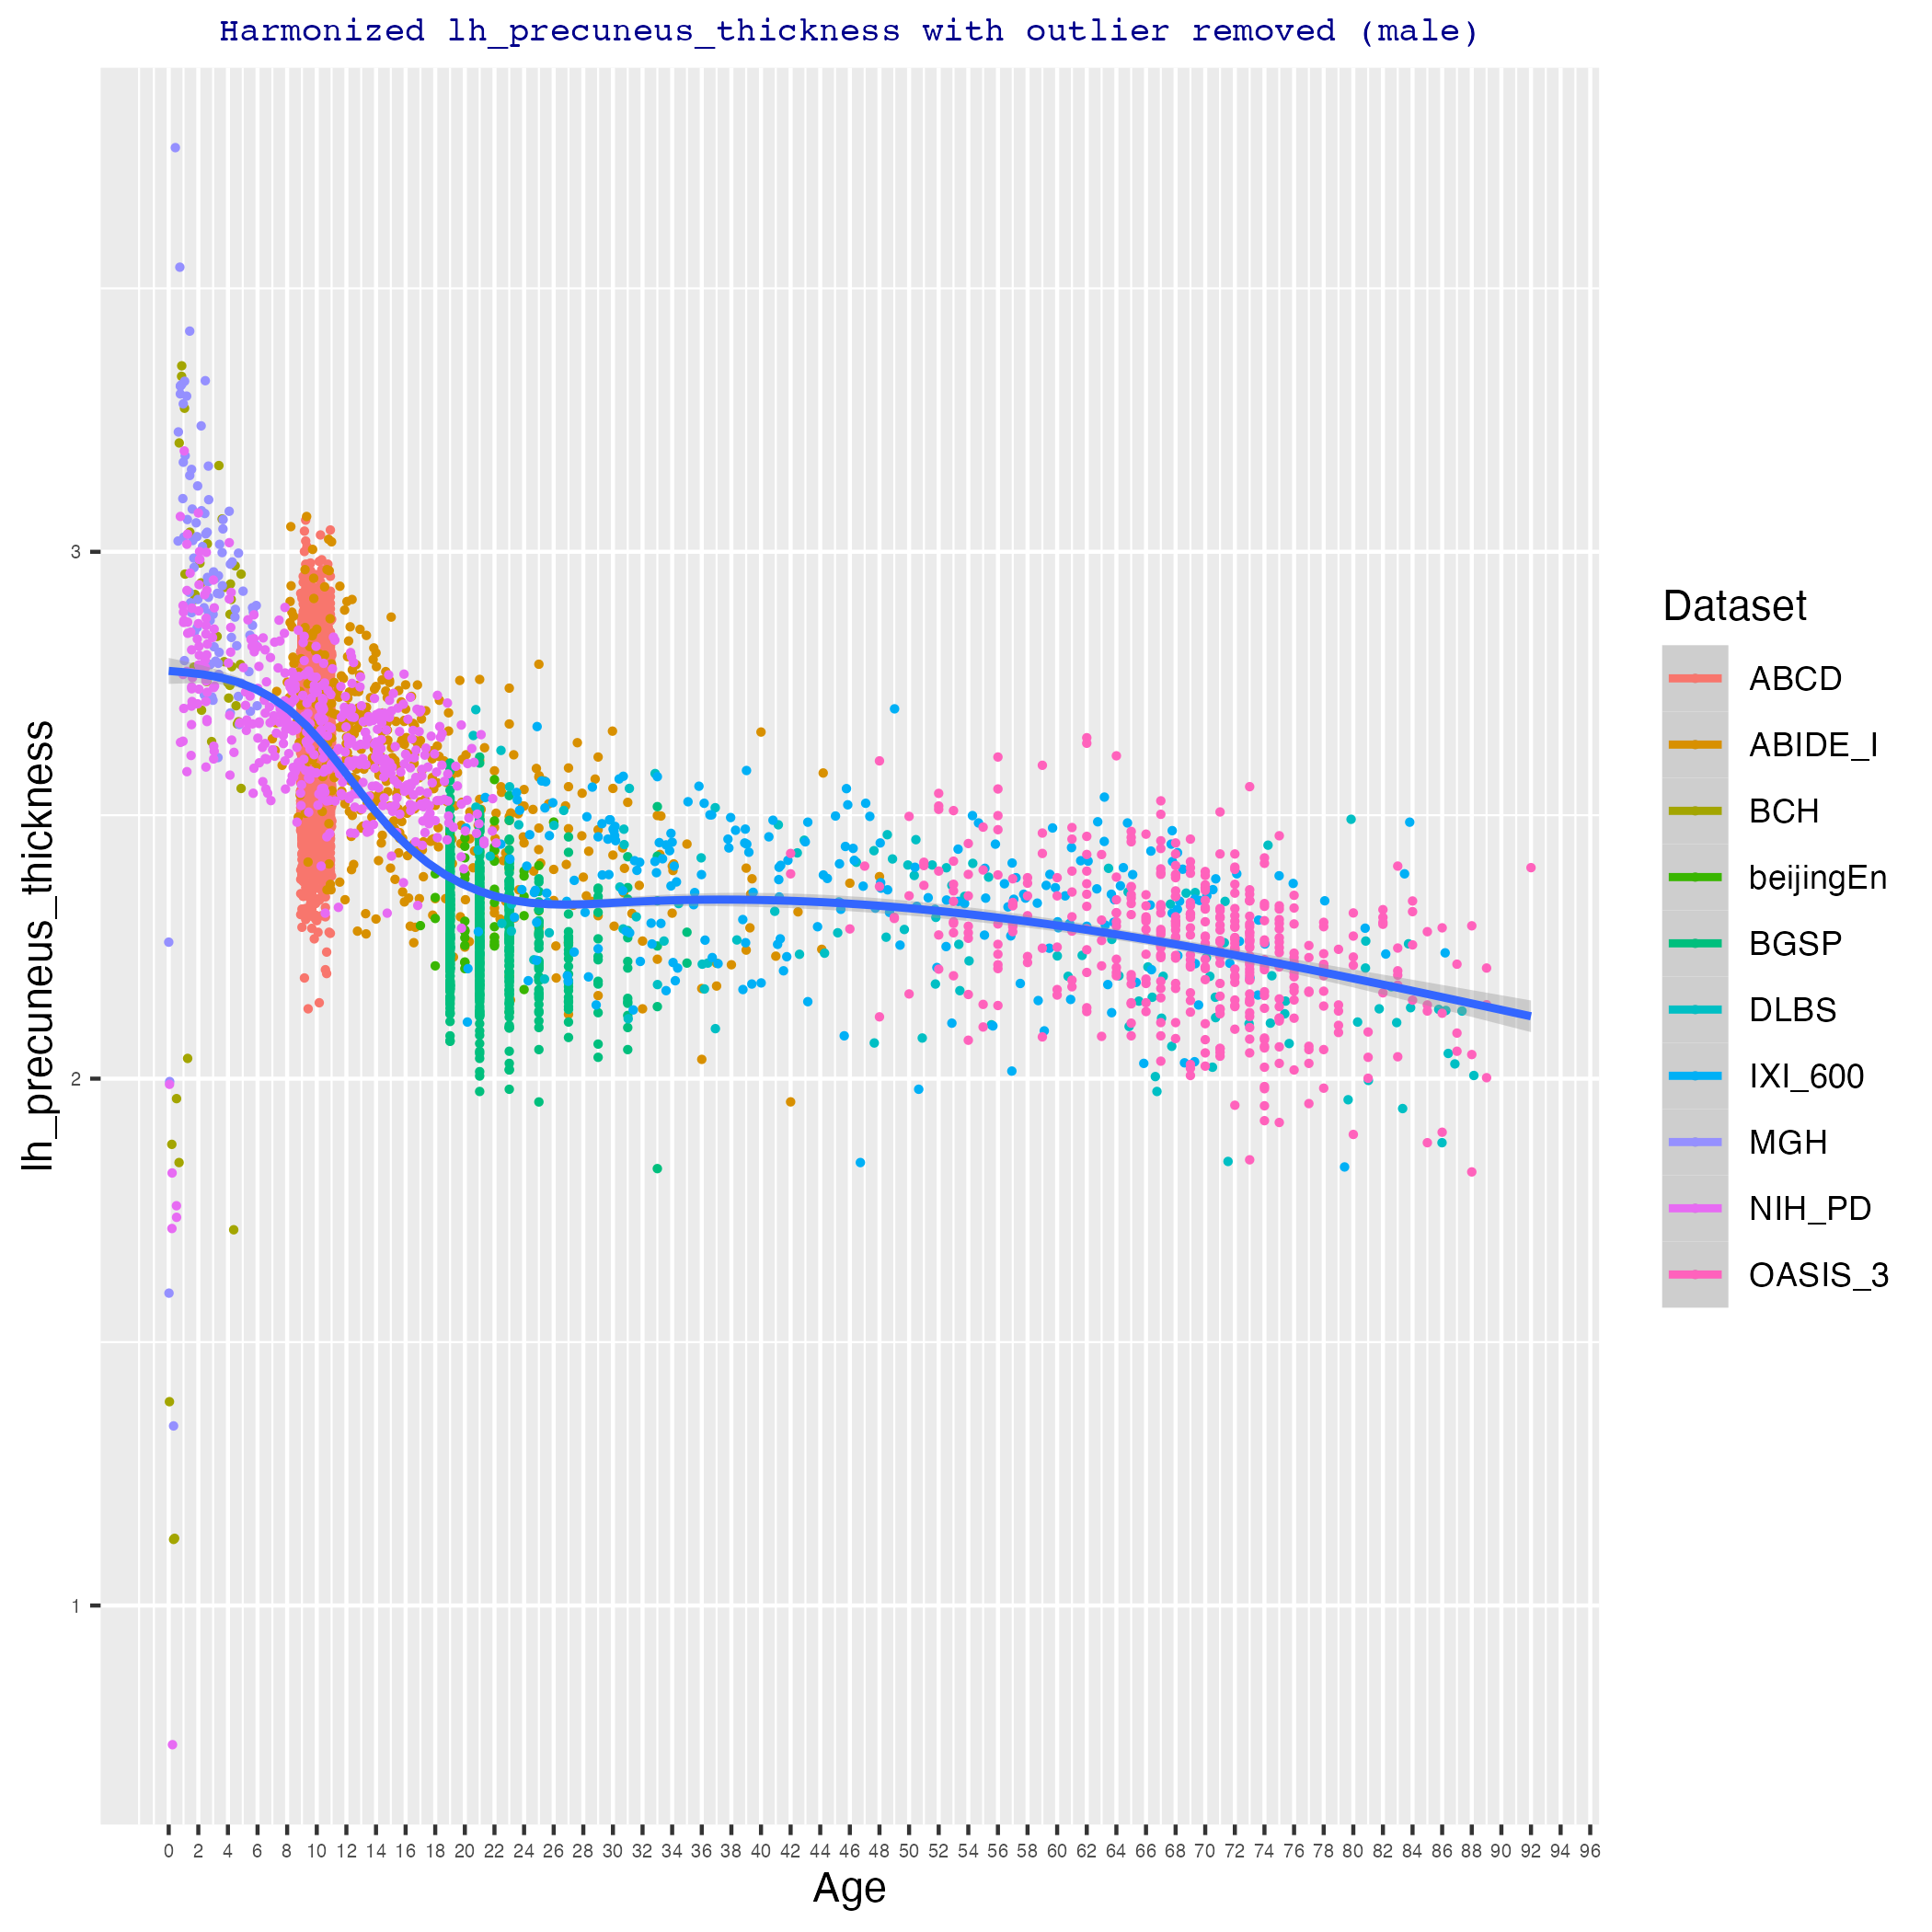 Harmonized lh_precuneus_thickness with outlier removed (male)
lh_precuneus_thickness
3
2
1
0 2 4 6 8 10 12 14 16 18 20 22 24 26 28 30 32 34 36 38 40 42 44 46 48 50 52 54 56 58 60 62 64 66 68 70 72 74 76 78 80 82 84 86 88 90 92 94 96
Age
Dataset
ABCD
ABIDE_I
BCH
beijingEn
BGSP
DLBS
IXI_600
MGH
NIH_PD
OASIS_3